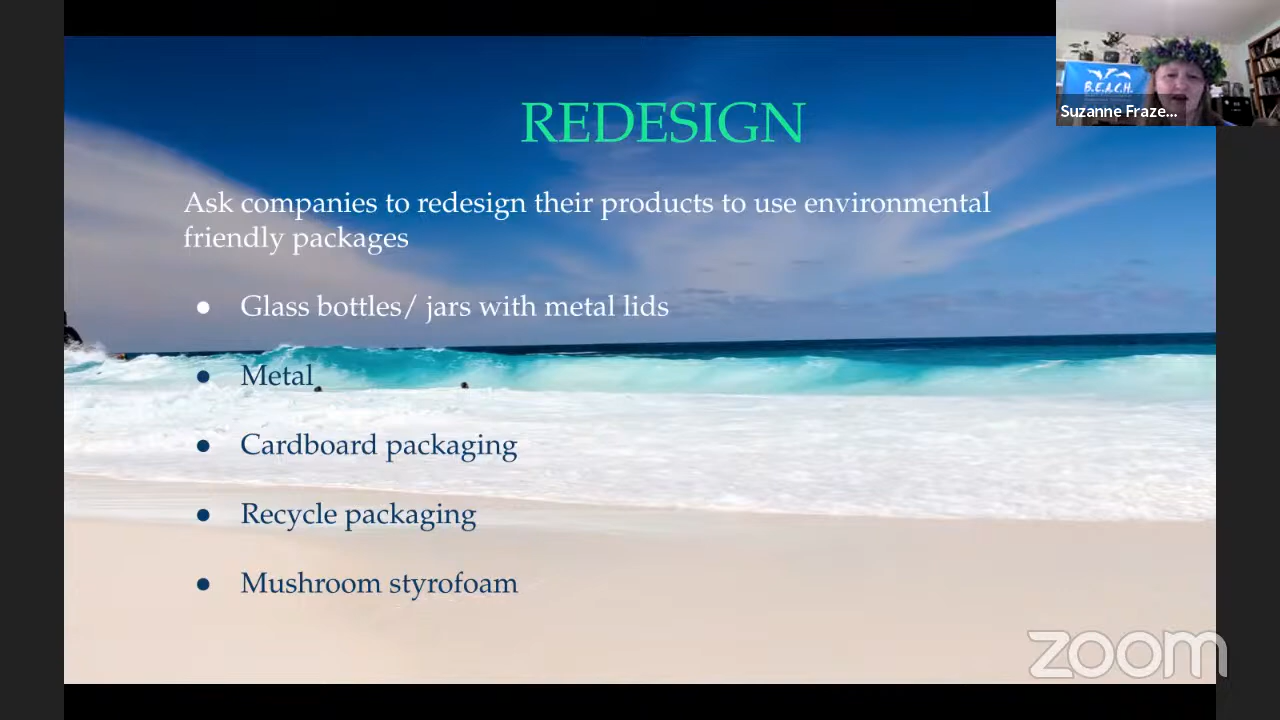 REDESIGN
B.E.A.C.H.
Suzanne Fraze...
Ask companies to redesign their products to use environmental
friendly packages
● Glass bottles/ jars with metal lids
● Metal
● Cardboard packaging
● Recycle packaging
● Mushroom styrofoam
zoom